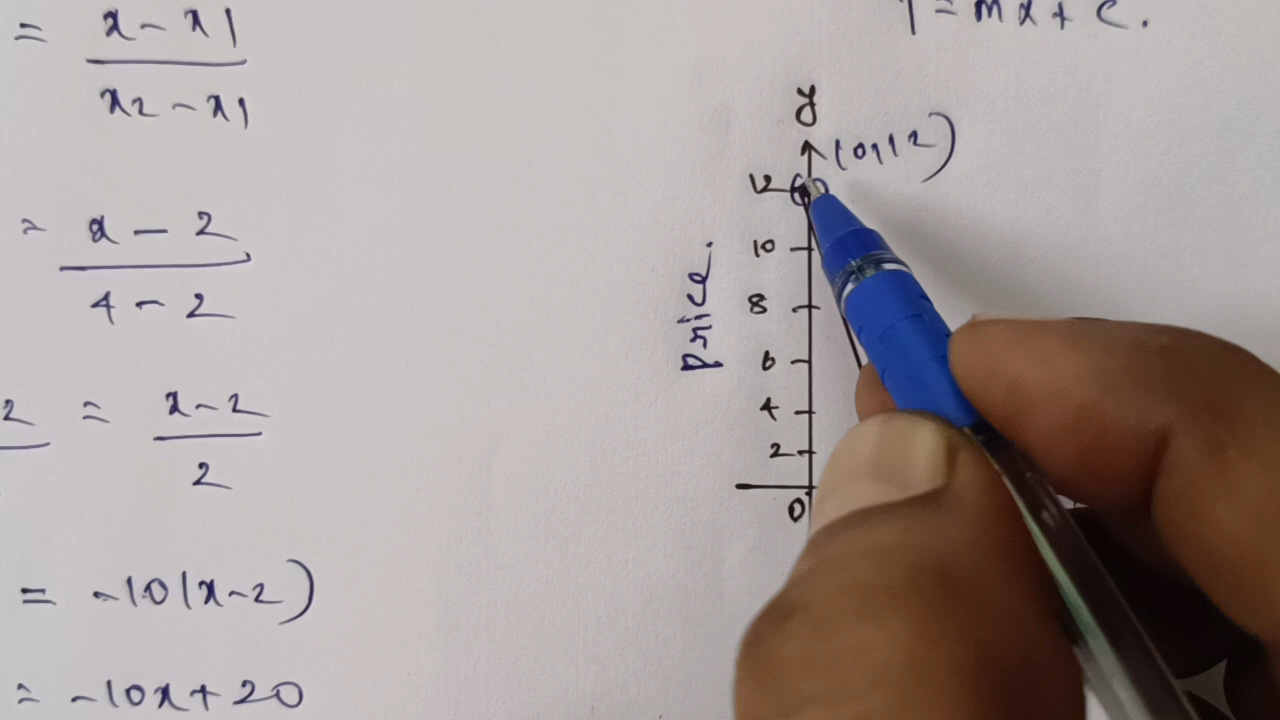 = x - x1
x2 - x1
= x - 2
4 - 2
2 = x - 2
2
= -10(x-2)
= -10x + 20
= mx + c.
y
(0,12)
12
10
8
6
4
2
0
price.